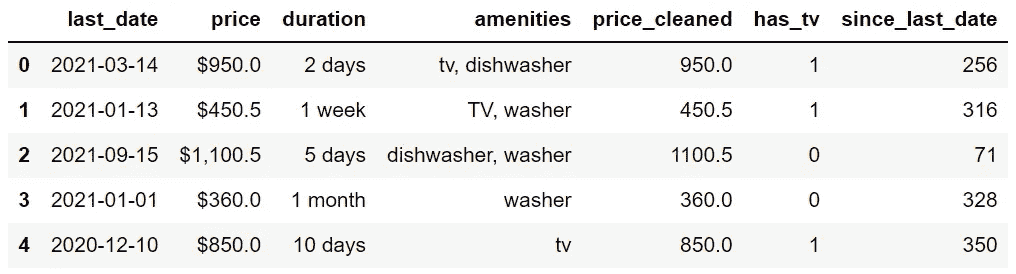 last_date price duration amenities price_cleaned has_tv since_last_date
0 2021-03-14 $950.0 2 days tv, dishwasher 950.0 1 256
1 2021-01-13 $450.5 1 week TV, washer 450.5 1 316
2 2021-09-15 $1,100.5 5 days dishwasher, washer 1100.5 0 71
3 2021-01-01 $360.0 1 month washer 360.0 0 328
4 2020-12-10 $850.0 10 days tv 850.0 1 350